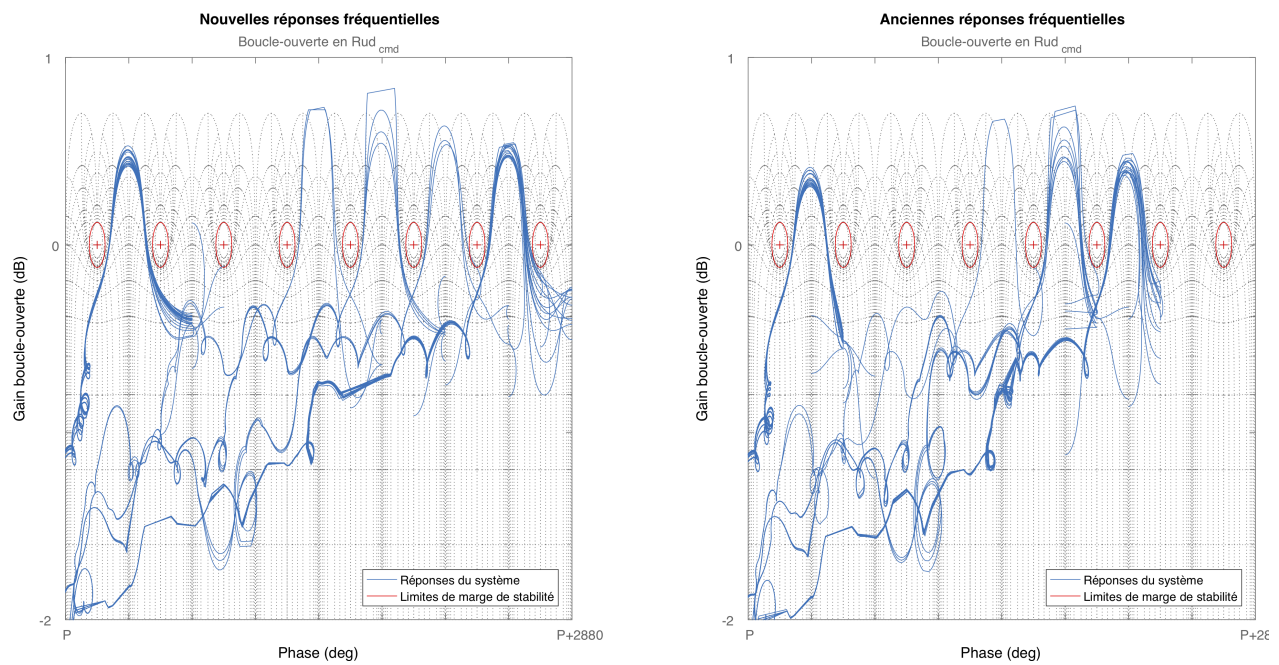 Nouvelles réponses fréquentielles
Boucle-ouverte en Rud cmd
1
0
-2
Gain boucle-ouverte (dB)
P
P+2880
Phase (deg)
Réponses du système
Limites de marge de stabilité
Anciennes réponses fréquentielles
Boucle-ouverte en Rud cmd
1
0
-2
Gain boucle-ouverte (dB)
P
P+28
Phase (deg)
Réponses du système
Limites de marge de stabilité